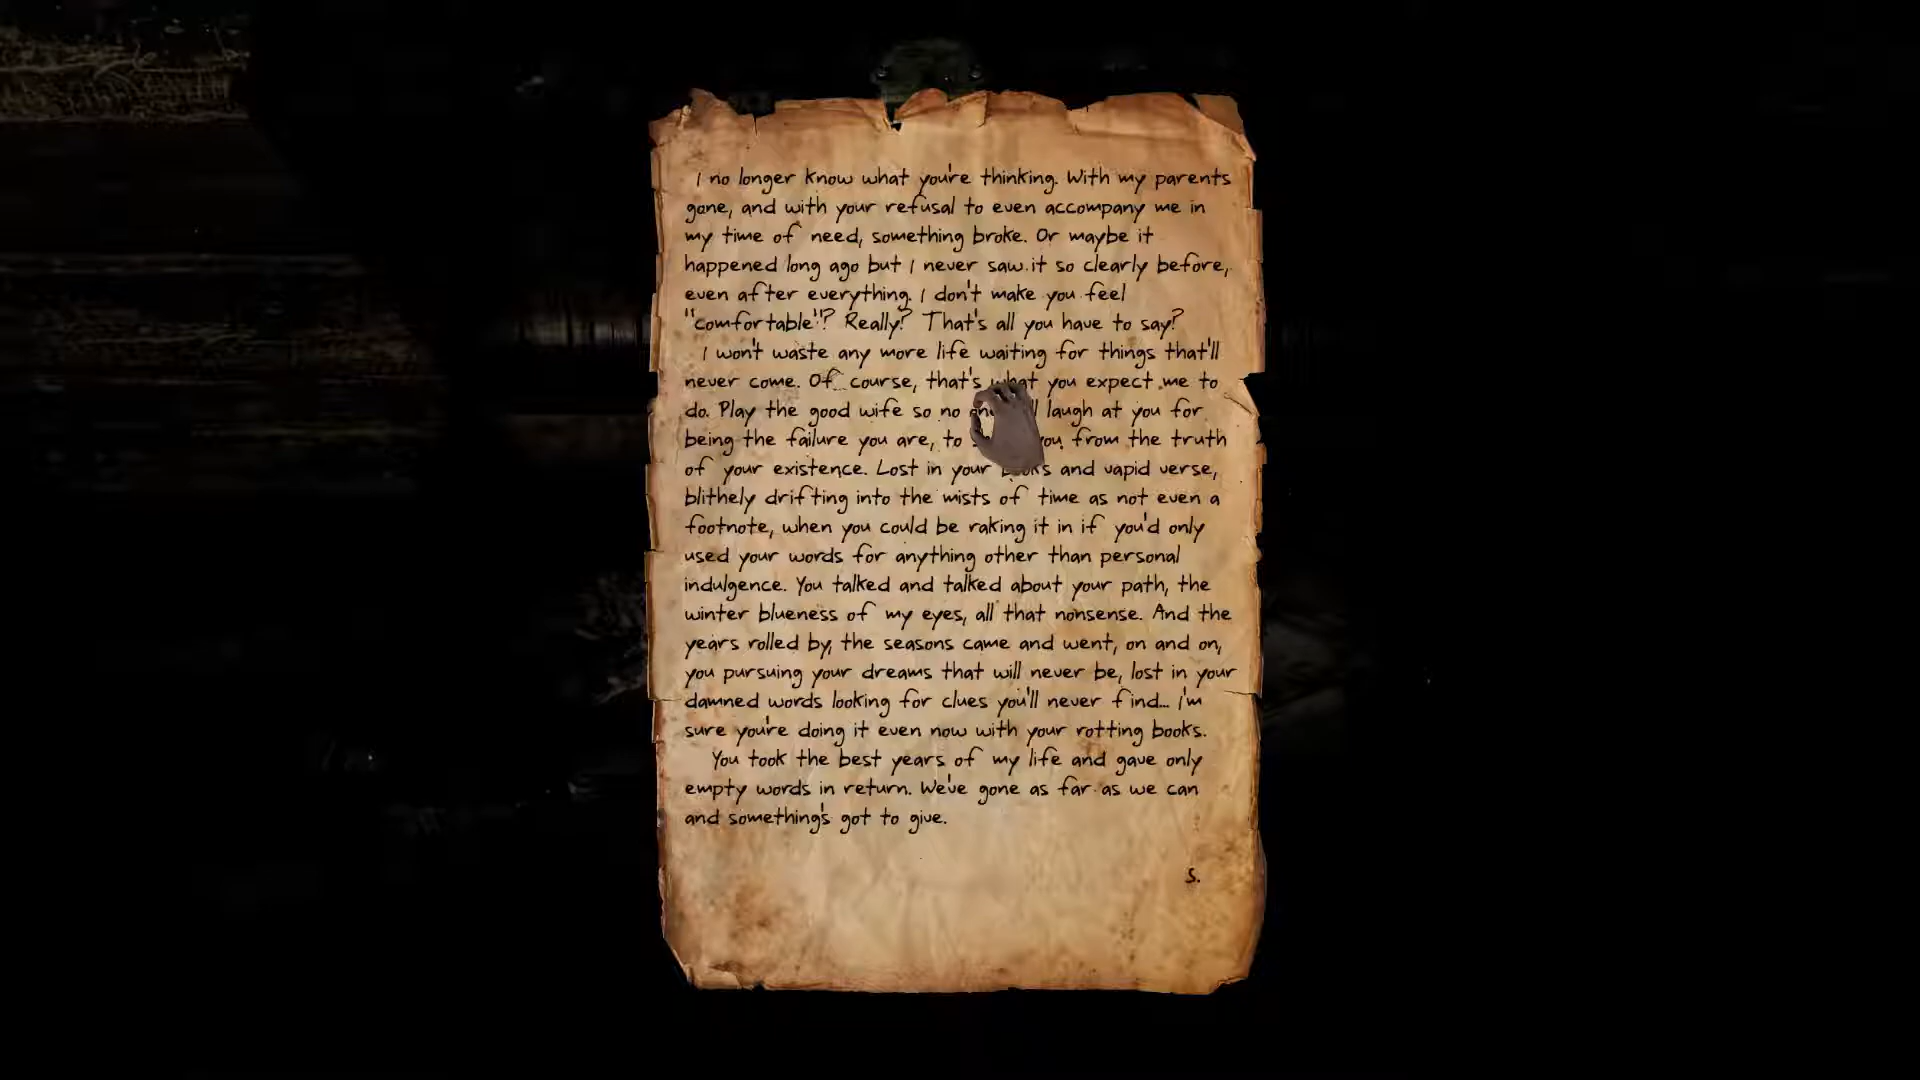 I no longer know what you're thinking. With my parents
gone, and with your refusal to even accompany me in
my time of need, something broke. Or maybe it
happened long ago but I never saw it so clearly before,
even after everything. I don't make you feel
"comfortable"? Really? That's all you have to say?
I won't waste any more life waiting for things that'll
never come. Of course, that's what you expect me to
do. Play the good wife so no laugh at you for
being the failure you are, to you from the truth
of your existence. Lost in your books and vapid verse,
blithely drifting into the mists of time as not even a
footnote, when you could be raking it in if you'd only
used your words for anything other than personal
indulgence. You talked and talked about your path, the
winter blueness of my eyes, all that nonsense. And the
years rolled by, the seasons came and went, on and on,
you pursuing your dreams that will never be, lost in your
damned words looking for clues you'll never find... I'm
sure you're doing it even now with your rotting books.
You took the best years of my life and gave only
empty words in return. We've gone as far as we can
and something's got to give.
S.